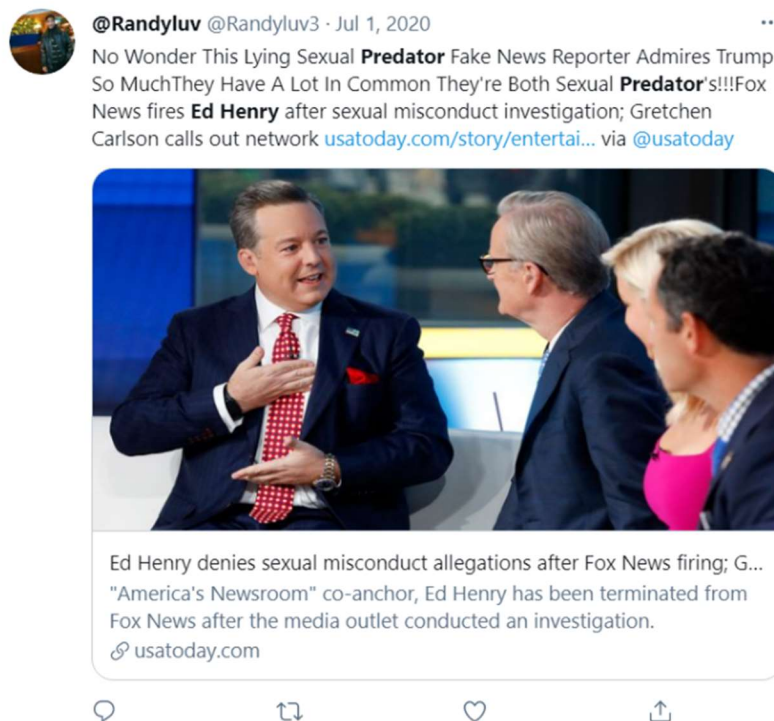 @Randyluv @Randyluv3 · Jul 1, 2020
No Wonder This Lying Sexual Predator Fake News Reporter Admires Trump
So MuchThey Have A Lot In Common They're Both Sexual Predator's!!!Fox
News fires Ed Henry after sexual misconduct investigation; Gretchen
Carlson calls out network usatoday.com/story/entertai... via @usatoday
Ed Henry denies sexual misconduct allegations after Fox News firing; G...
"America's Newsroom" co-anchor, Ed Henry has been terminated from
Fox News after the media outlet conducted an investigation.
usatoday.com